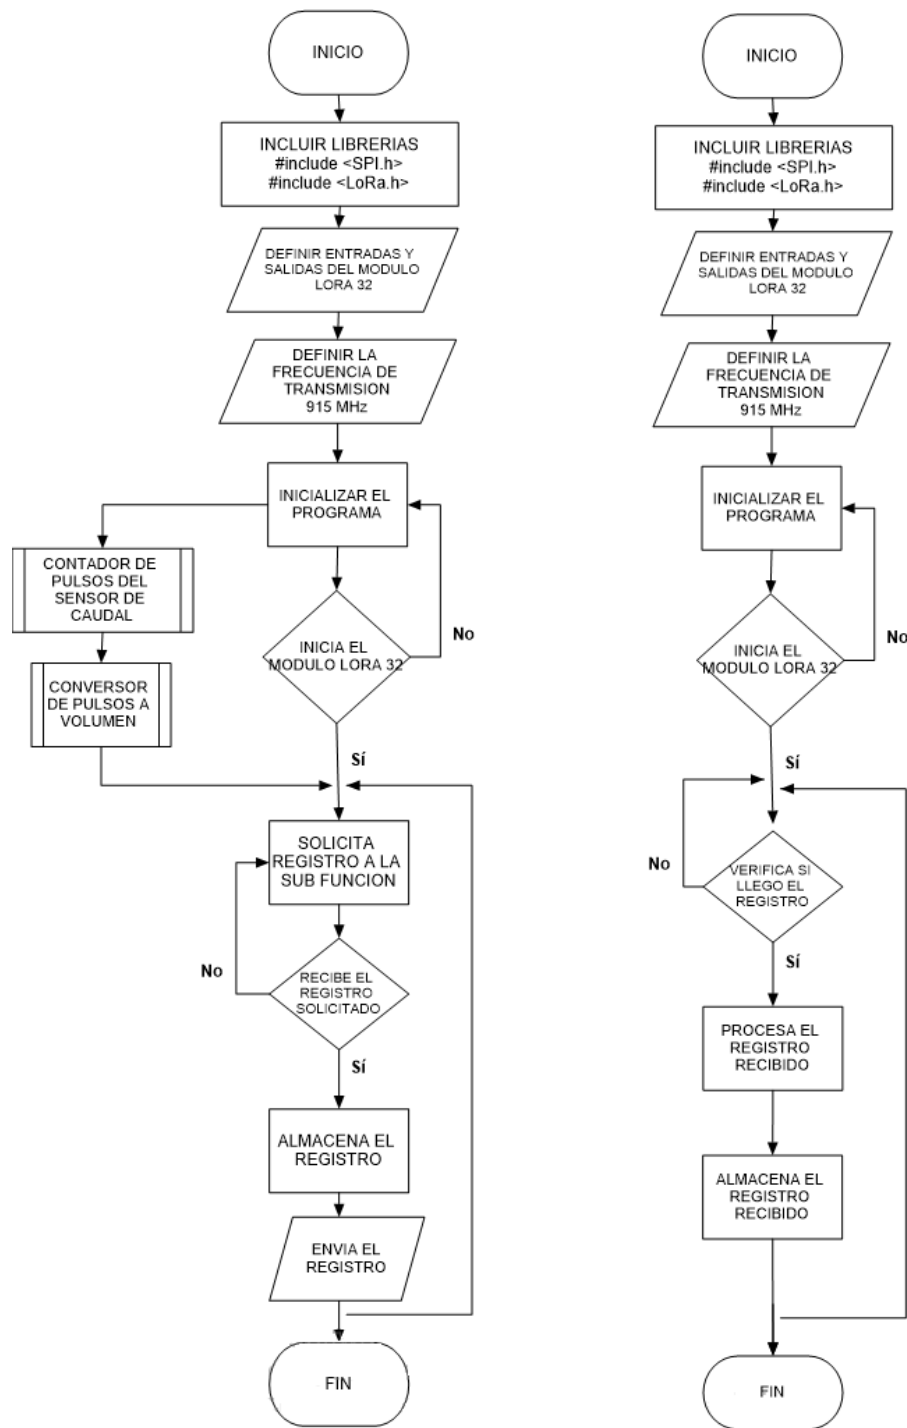 INICIO
INCLUIR LIBRERIAS
#include <SPI.h>
#include <LoRa.h>
DEFINIR ENTRADAS Y
SALIDAS DEL MODULO
LORA 32
DEFINIR LA
FRECUENCIA DE
TRANSMISION
915 MHz
INICIALIZAR EL
PROGRAMA
CONTADOR DE
PULSOS DEL
SENSOR DE
CAUDAL
CONVERSOR
DE PULSOS A
VOLUMEN
INICIA EL
MODULO LORA 32
No
Sí
SOLICITA
REGISTRO A LA
SUB FUNCION
RECIBE EL
REGISTRO
SOLICITADO
No
Sí
ALMACENA EL
REGISTRO
ENVIA EL
REGISTRO
FIN
INICIO
INCLUIR LIBRERIAS
#include <SPI.h>
#include <LoRa.h>
DEFINIR ENTRADAS Y
SALIDAS DEL MODULO
LORA 32
DEFINIR LA
FRECUENCIA DE
TRANSMISION
915 MHz
INICIALIZAR EL
PROGRAMA
INICIA EL
MODULO LORA 32
No
Sí
VERIFICA SI
LLEGO EL
REGISTRO
No
Sí
PROCESA EL
REGISTRO
RECIBIDO
ALMACENA EL
REGISTRO
RECIBIDO
FIN